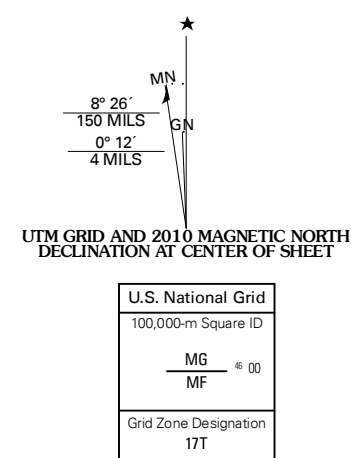 MN
8° 26´
150 MILS
GN
0° 12´
4 MILS
UTM GRID AND 2010 MAGNETIC NORTH
DECLINATION AT CENTER OF SHEET
U.S. National Grid
100,000-m Square ID
MG
46 00
MF
Grid Zone Designation
17T